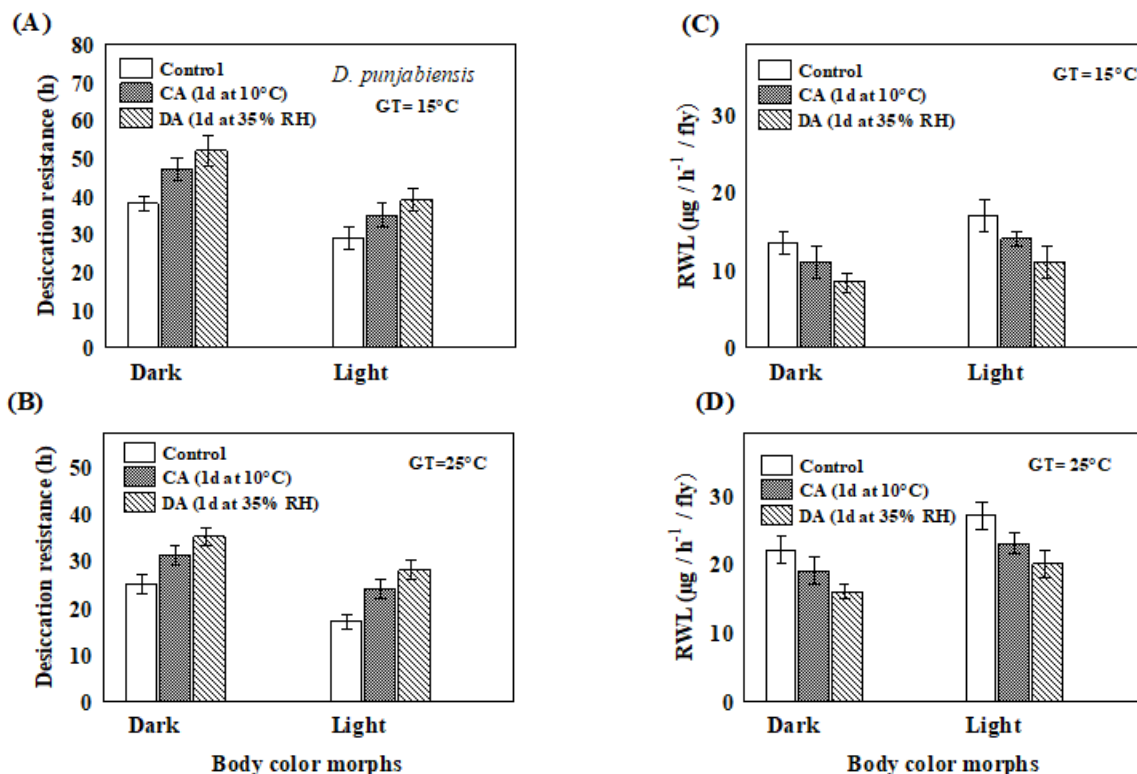 (A)
80
70
60
50
40
30
20
10
0
Desiccation resistance (h)
Control
CA (1d at 10°C)
DA (1d at 35% RH)
D. punjabiensis
GT= 15°C
Dark
Light
(C)
30
20
10
0
RWL (µg / h⁻¹ / fly)
Control
CA (1d at 10°C)
DA (1d at 35% RH)
GT= 15°C
Dark
Light
(B)
50
40
30
20
10
0
Desiccation resistance (h)
Control
CA (1d at 10°C)
DA (1d at 35% RH)
GT=25°C
Dark
Light
Body color morphs
(D)
30
20
10
0
RWL (µg / h⁻¹ / fly)
Control
CA (1d at 10°C)
DA (1d at 35% RH)
GT= 25°C
Dark
Light
Body color morphs